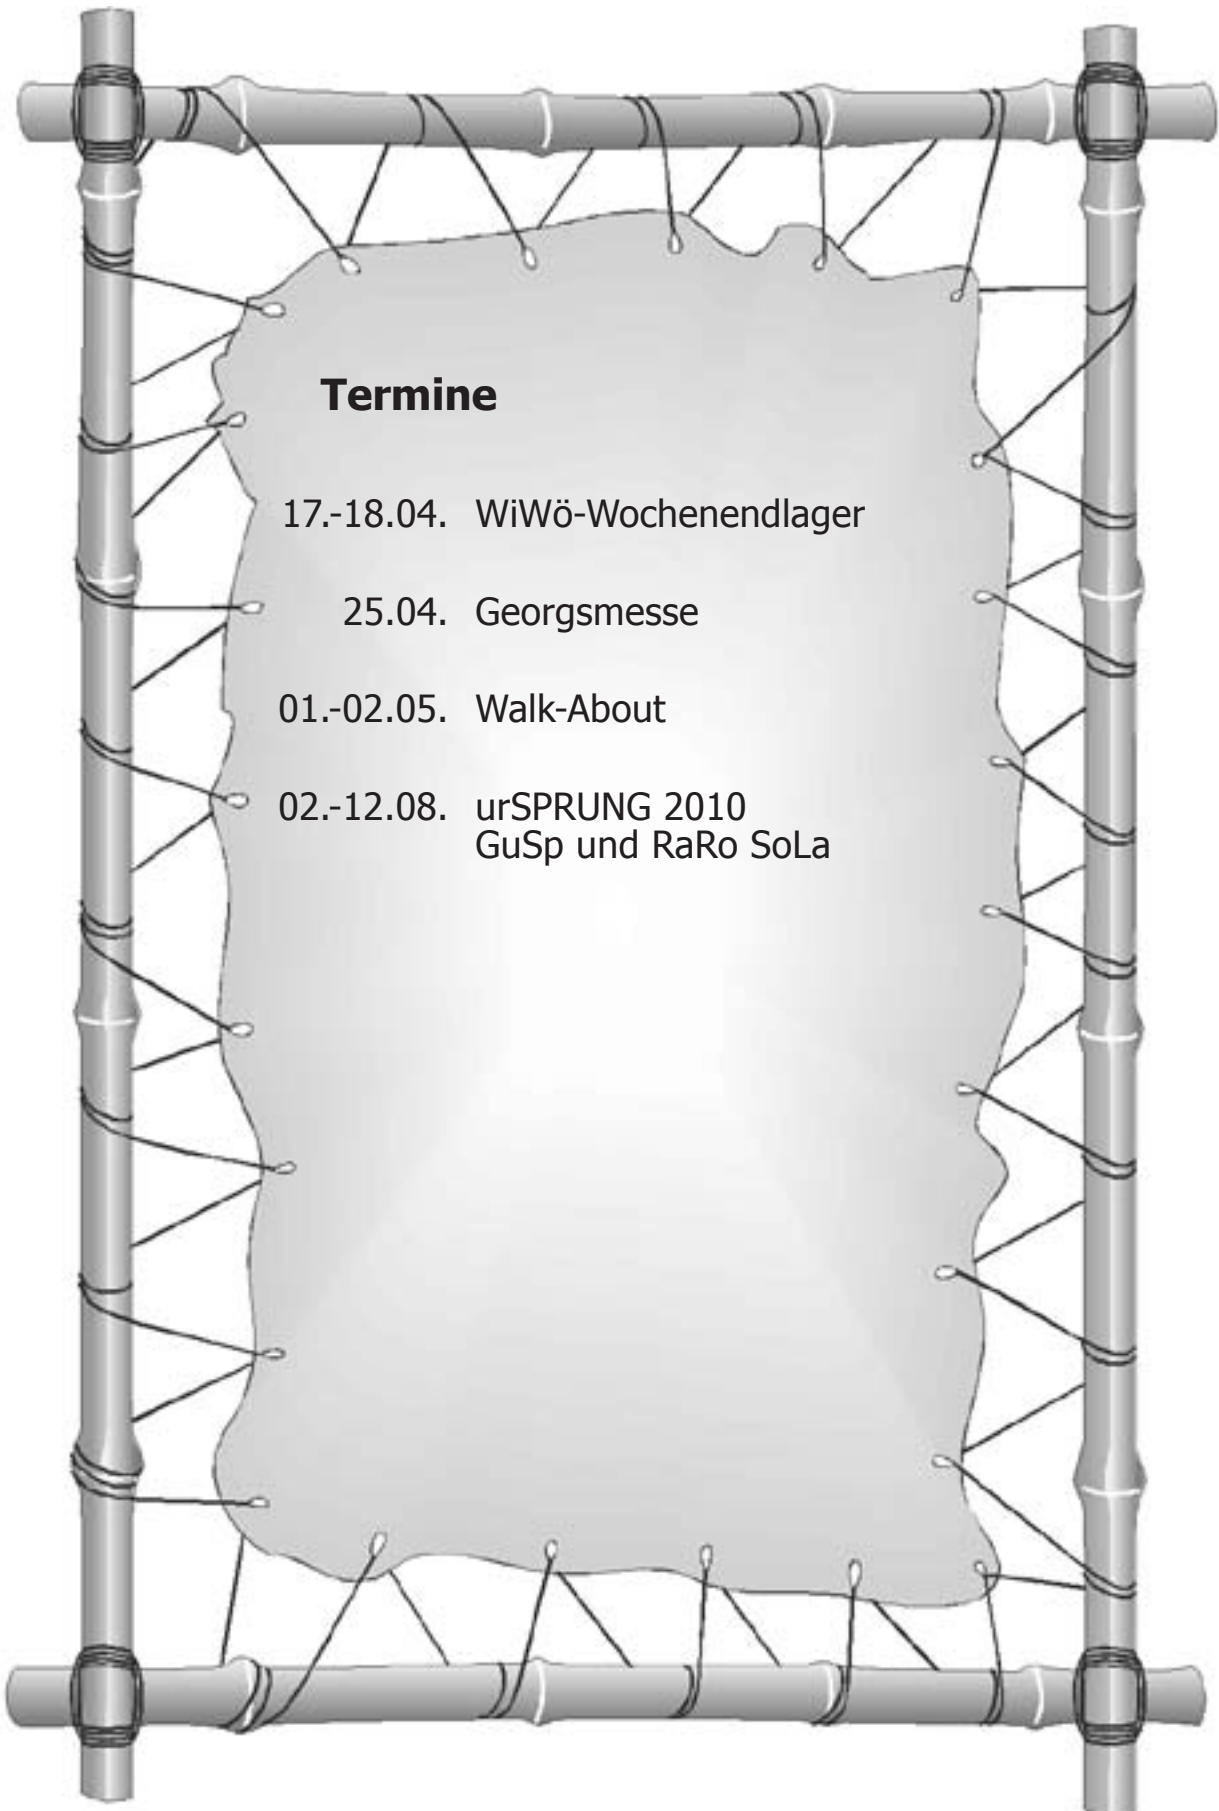 Termine
17.-18.04. WiWö-Wochenendlager
25.04. Georgsmesse
01.-02.05. Walk-About
02.-12.08. urSPRUNG 2010
GuSp und RaRo SoLa